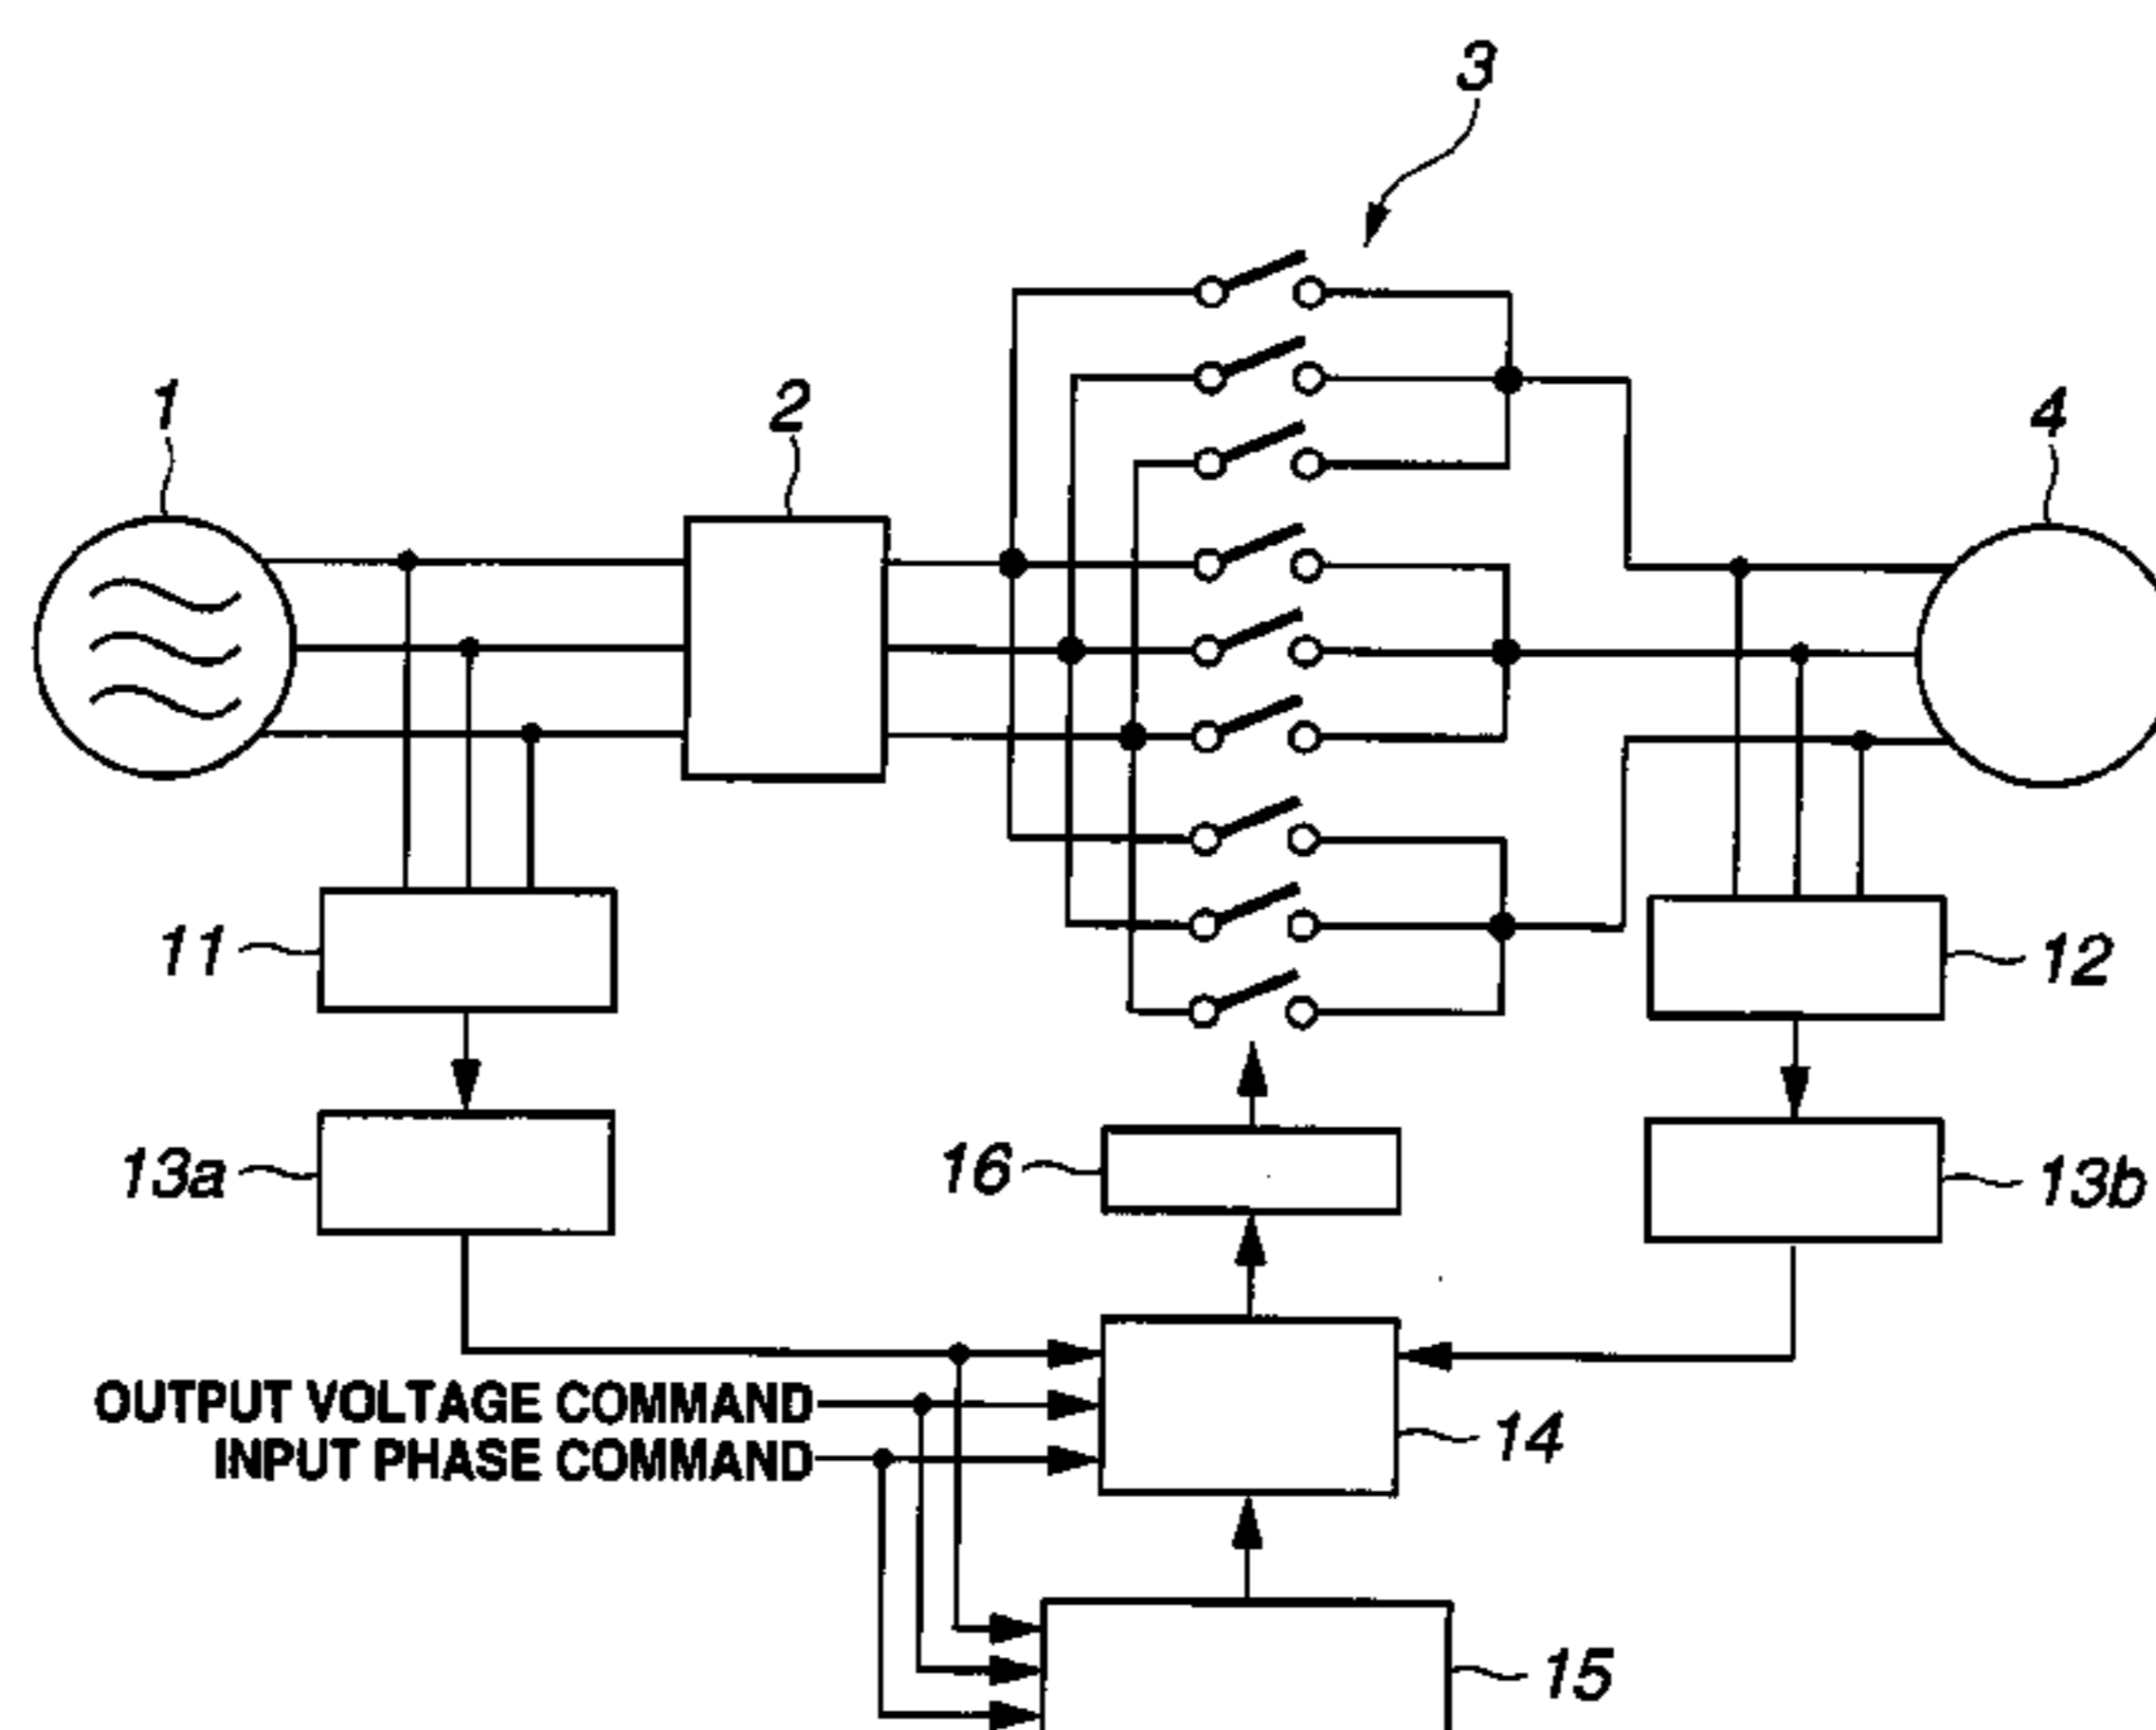 3
1
2
4
11
12
13a
16
13b
OUTPUT VOLTAGE COMMAND
INPUT PHASE COMMAND
14
15